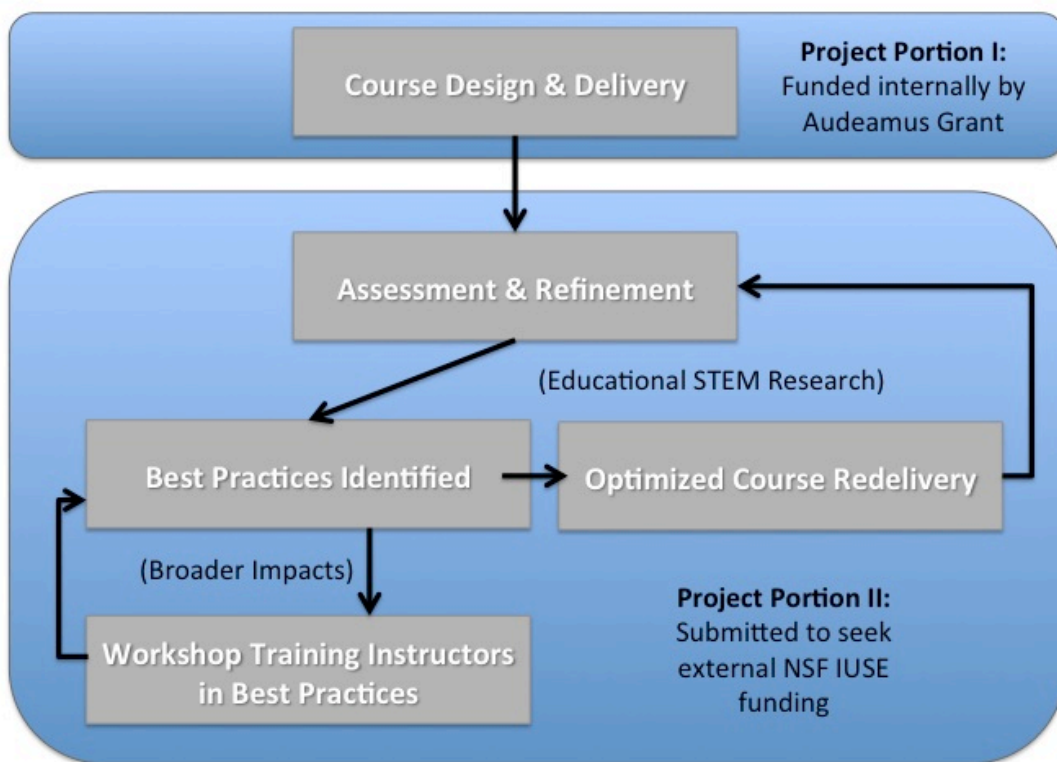 Course Design & Delivery
Project Portion I:
Funded internally by
Audeamus Grant
Assessment & Refinement
(Educational STEM Research)
Best Practices Identified
Optimized Course Redelivery
(Broader Impacts)
Workshop Training Instructors
in Best Practices
Project Portion II:
Submitted to seek
external NSF IUSE
funding